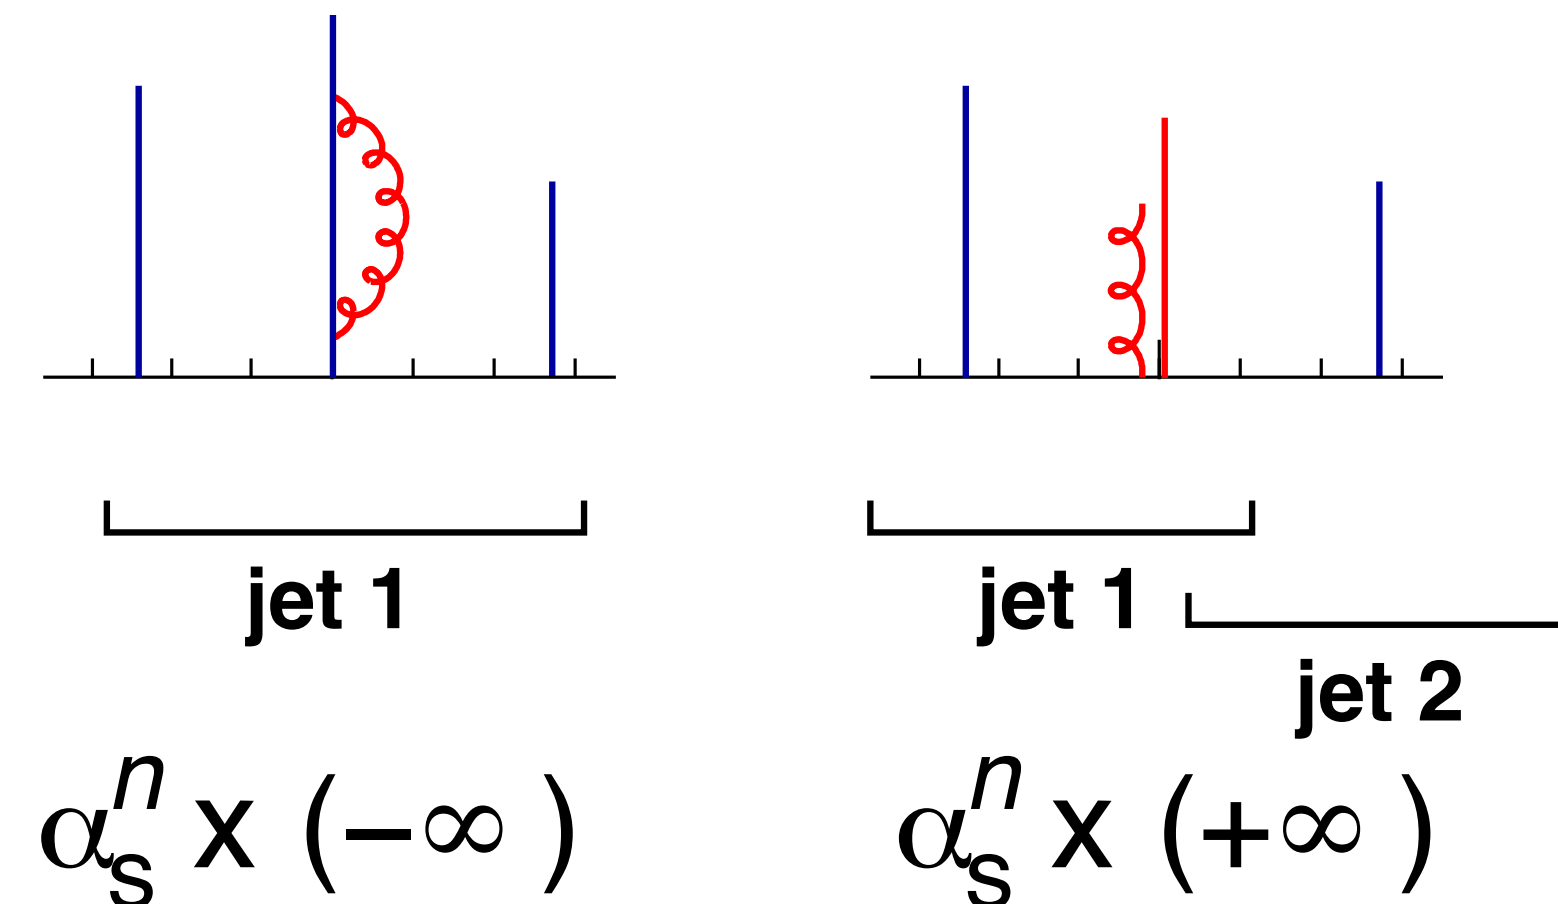 jet 1
jet 1
jet 2
αₛⁿ x (−∞)
αₛⁿ x (+∞)